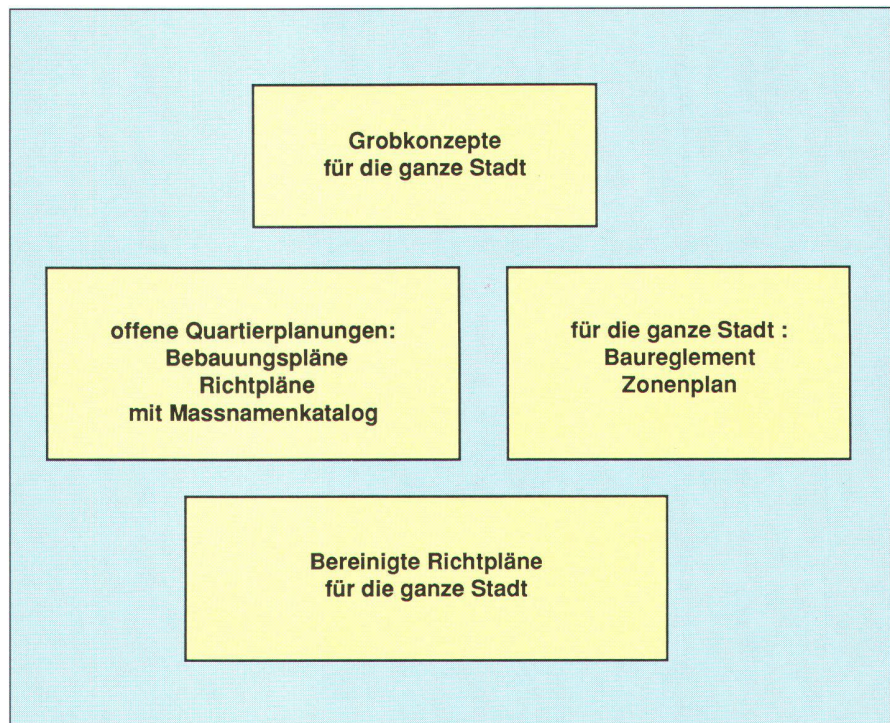 Grobkonzepte
für die ganze Stadt
offene Quartierplanungen:
Bebauungspläne
Richtpläne
mit Massnamenkatalog
für die ganze Stadt :
Baureglement
Zonenplan
Bereinigte Richtpläne
für die ganze Stadt